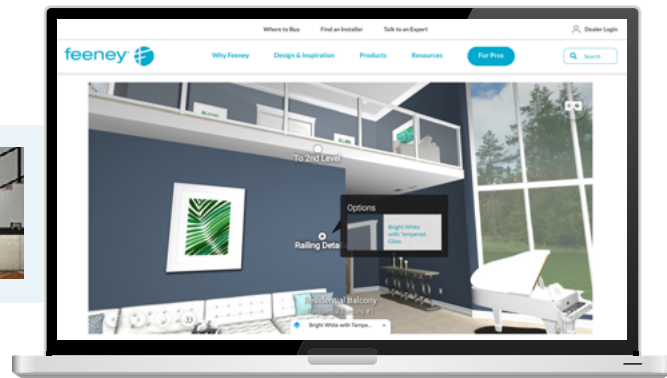 Where to Buy Find an Installer Talk to an Expert Dealer Login
feeney Why Feeney Design & Inspiration Products Resources For Pros Search
To 2nd Level
Options
Bright White
with Tempered
Glass
Railing Detai
Residential Balcony
Bright White with Tempe..